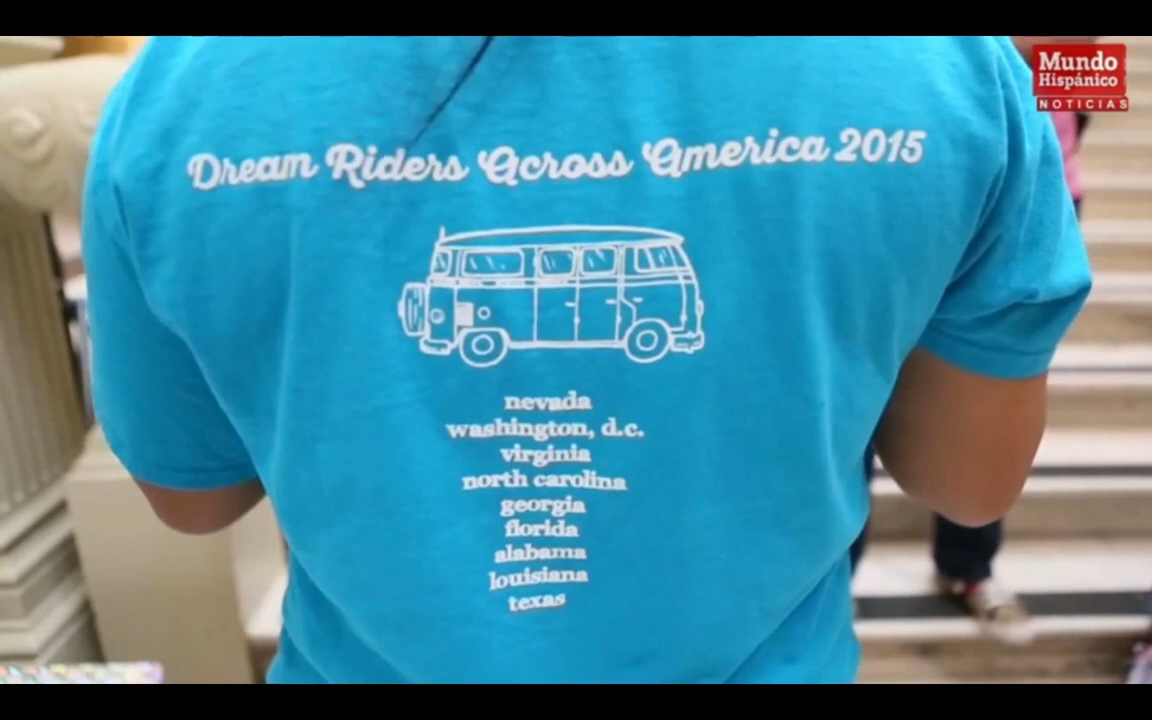 Mundo
Hispánico
NOTICIAS
Dream Riders Across America 2015
nevada
washington, d.c.
virginia
north carolina
georgia
florida
alabama
louisiana
texas